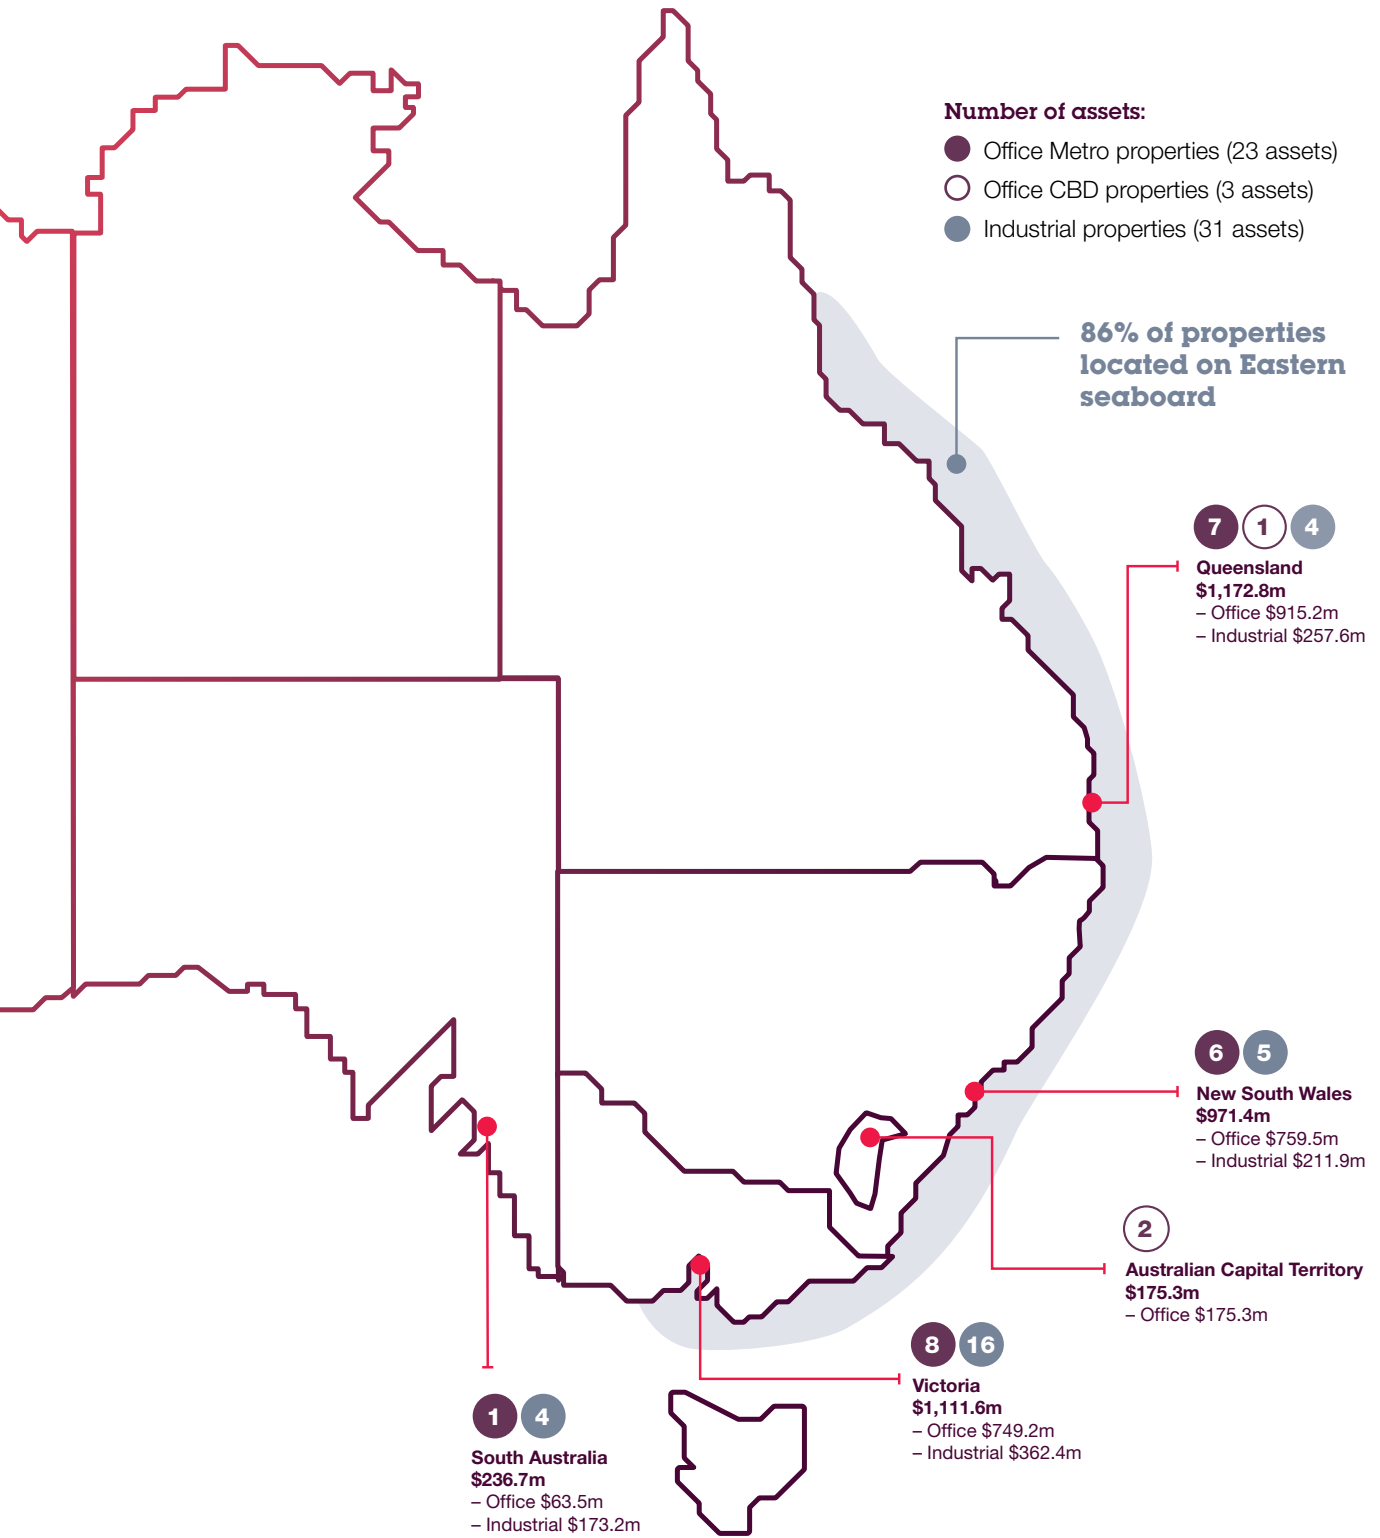 Number of assets:
Office Metro properties (23 assets)
Office CBD properties (3 assets)
Industrial properties (31 assets)
86% of properties
located on Eastern
seaboard
7 1 4
Queensland
$1,172.8m
– Office $915.2m
– Industrial $257.6m
6 5
New South Wales
$971.4m
– Office $759.5m
– Industrial $211.9m
2
Australian Capital Territory
$175.3m
– Office $175.3m
8 16
Victoria
$1,111.6m
– Office $749.2m
– Industrial $362.4m
1 4
South Australia
$236.7m
– Office $63.5m
– Industrial $173.2m